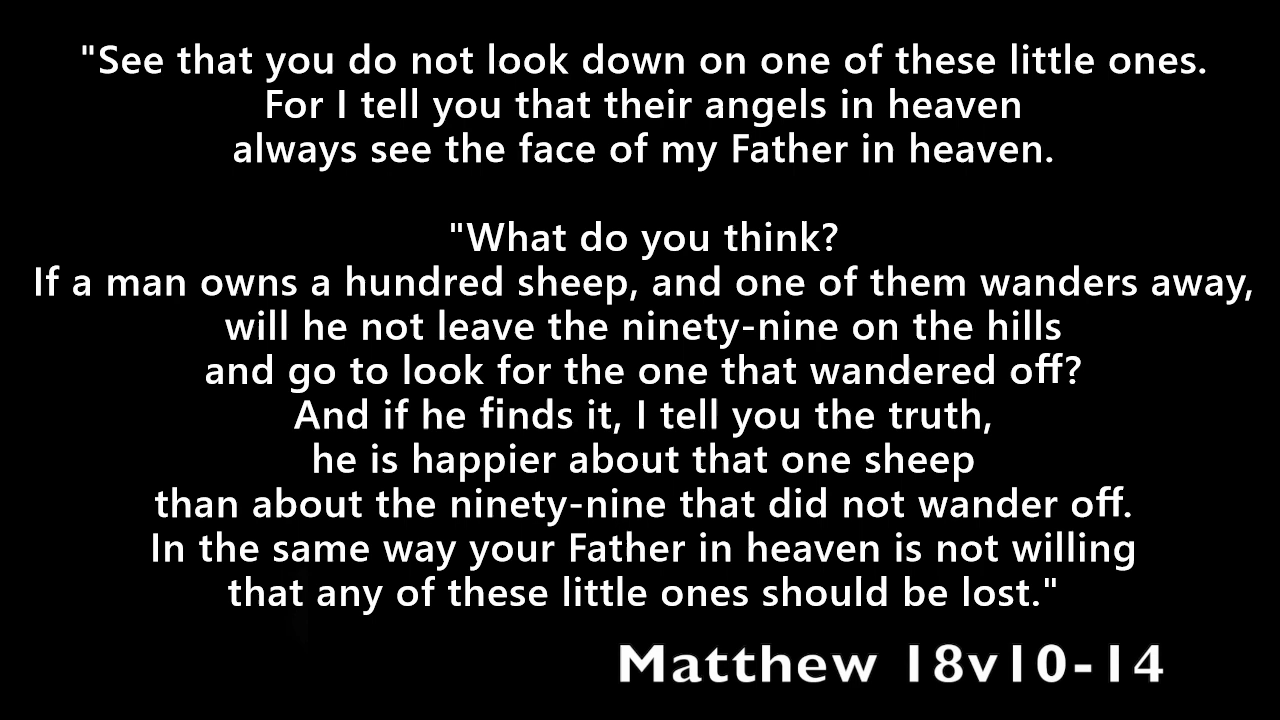 "See that you do not look down on one of these little ones.
For I tell you that their angels in heaven
always see the face of my Father in heaven.
"What do you think?
If a man owns a hundred sheep, and one of them wanders away,
will he not leave the ninety-nine on the hills
and go to look for the one that wandered off?
And if he finds it, I tell you the truth,
he is happier about that one sheep
than about the ninety-nine that did not wander off.
In the same way your Father in heaven is not willing
that any of these little ones should be lost."
Matthew 18v10-14